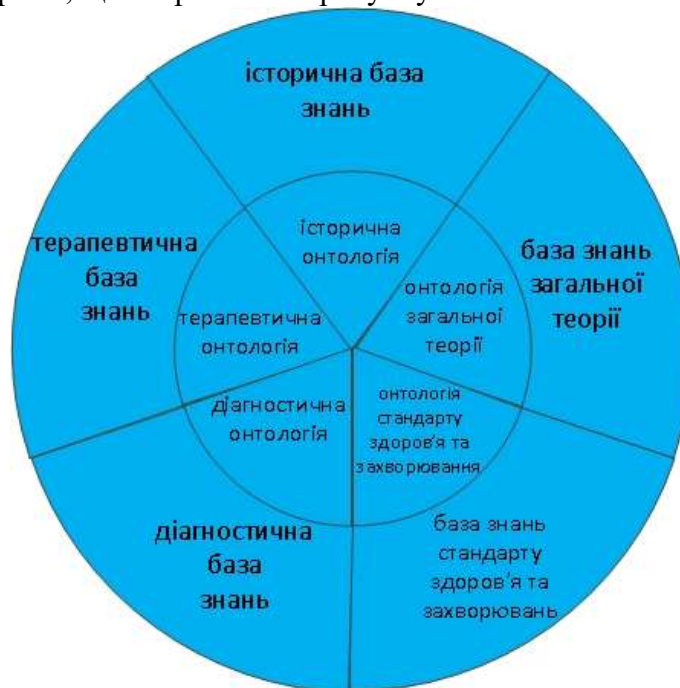 історична база
знань
історична
онтологія
терапевтична
база
знань
терапевтична
онтологія
база знань
загальної
теорії
онтологія
загальної
теорії
діагностична
онтологія
онтологія
стандарту
здоров'я та
захворювання
діагностична
база
знань
база знань
стандарту
здоров'я та
захворювань